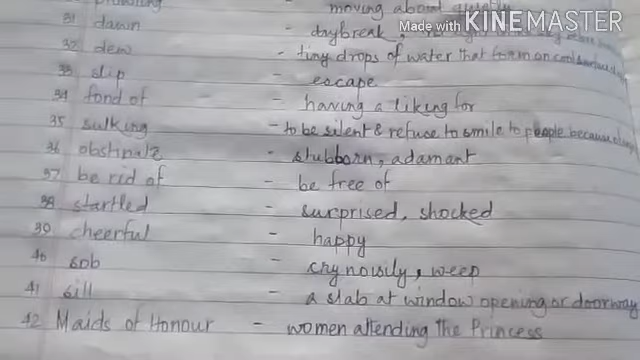 prowling - moving about quietly
Made with KINEMASTER
31 dawn - daybreak,
32 dew - tiny drops of water that form on cool surface
33 slip - escape
34 fond of - having a liking for
35 sulking - to be silent & refuse to smile to people because
36 obstinate - stubborn, adamant
37 be rid of - be free of
38 startled - surprised, shocked
39 cheerful - happy
40 sob - cry noisily, weep
41 sill - a slab at window opening or doorway
42 Maids of Honour - women attending the Princess